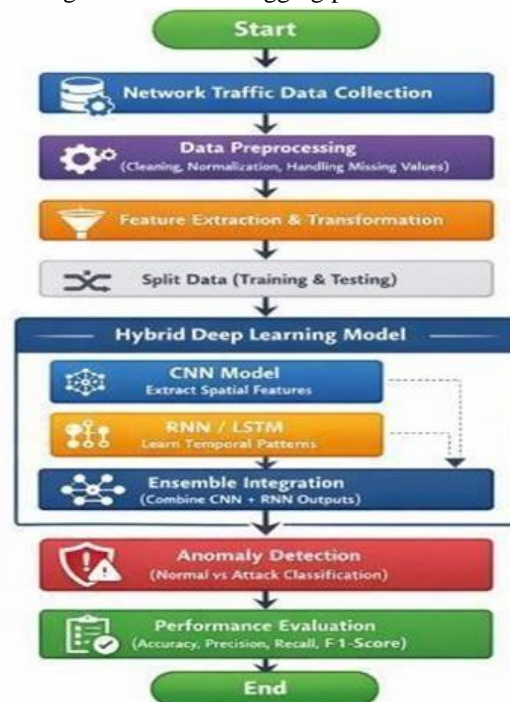 Start
Network Traffic Data Collection
Data Preprocessing
(Cleaning, Normalization, Handling Missing Values)
Feature Extraction & Transformation
Split Data (Training & Testing)
Hybrid Deep Learning Model
CNN Model
Extract Spatial Features
RNN / LSTM
Learn Temporal Patterns
Ensemble Integration
(Combine CNN + RNN Outputs)
Anomaly Detection
(Normal vs Attack Classification)
Performance Evaluation
(Accuracy, Precision, Recall, F1-Score)
End